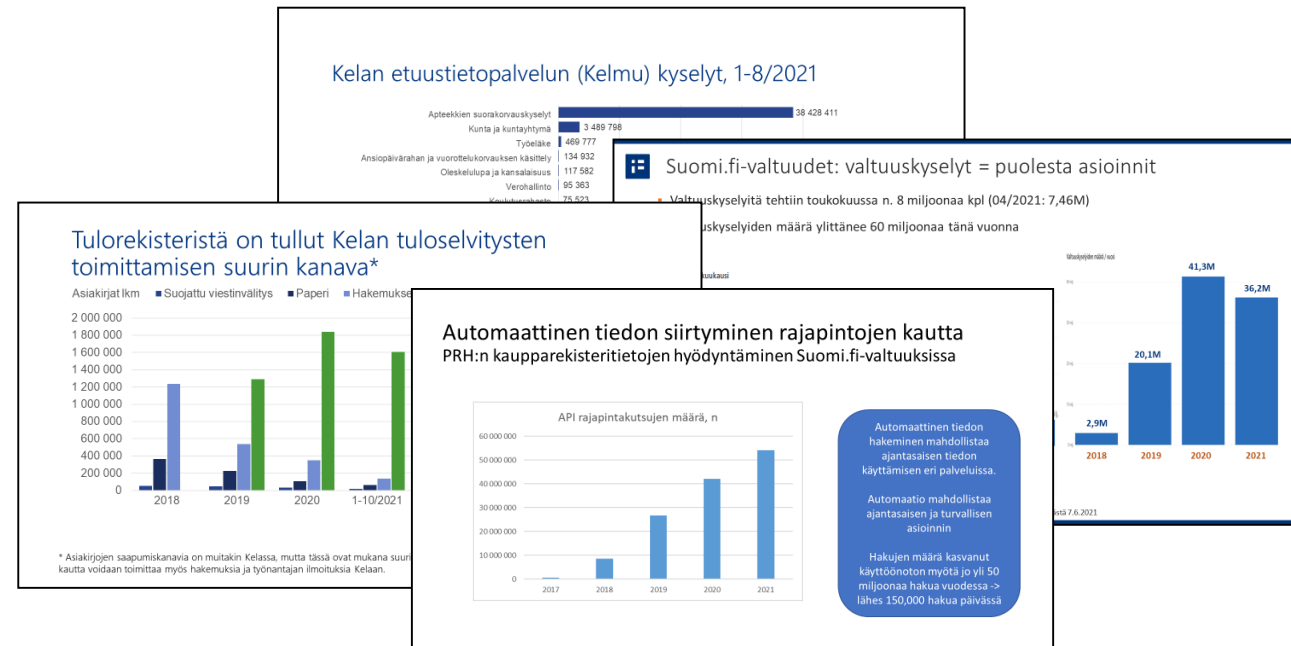 Kelan etuustietopalvelun (Kelmu) kyselyt, 1-8/2021
Apteekkien suorakorvauskyselyt 38 428 411
Kunta ja kuntayhtymä 3 489 798
Työeläke 469 777
Ansiopäivärahan ja vuorottelukorvauksen käsittely 134 932
Oleskelulupa ja kansalaisuus 117 582
Verohallinto 95 363
75 523
Suomi.fi-valtuudet: valtuuskyselyt = puolesta asioinnit
Valtuuskyselyitä tehtiin toukokuussa n. 8 miljoonaa kpl (04/2021: 7,46M)
uskyselyiden määrä ylittänee 60 miljoonaa tänä vuonna
kuukausi
Valtuuskyselyiden määrä / vuosi
2,9M
20,1M
41,3M
36,2M
2018 2019 2020 2021
stä 7.6.2021
Tulorekisteristä on tullut Kelan tuloselvitysten
toimittamisen suurin kanava*
Asiakirjat lkm Suojattu viestinvälitys Paperi Hakemukse
2 000 000
1 800 000
1 600 000
1 400 000
1 200 000
1 000 000
800 000
600 000
400 000
200 000
0
2018 2019 2020 1-10/2021
* Asiakirjojen saapumiskanavia on muitakin Kelassa, mutta tässä ovat mukana suuri
kautta voidaan toimittaa myös hakemuksia ja työnantajan ilmoituksia Kelaan.
Automaattinen tiedon siirtyminen rajapintojen kautta
PRH:n kaupparekisteritietojen hyödyntäminen Suomi.fi-valtuuksissa
API rajapintakutsujen määrä, n
60 000 000
50 000 000
40 000 000
30 000 000
20 000 000
10 000 000
0
2017 2018 2019 2020 2021
Automaattinen tiedon
hakeminen mahdollistaa
ajantasaisen tiedon
käyttämisen eri palveluissa.
Automaatio mahdollistaa
ajantasaisen ja turvallisen
asioinnin
Hakujen määrä kasvanut
käyttöönoton myötä jo yli 50
miljoonaa hakua vuodessa ->
lähes 150,000 hakua päivässä